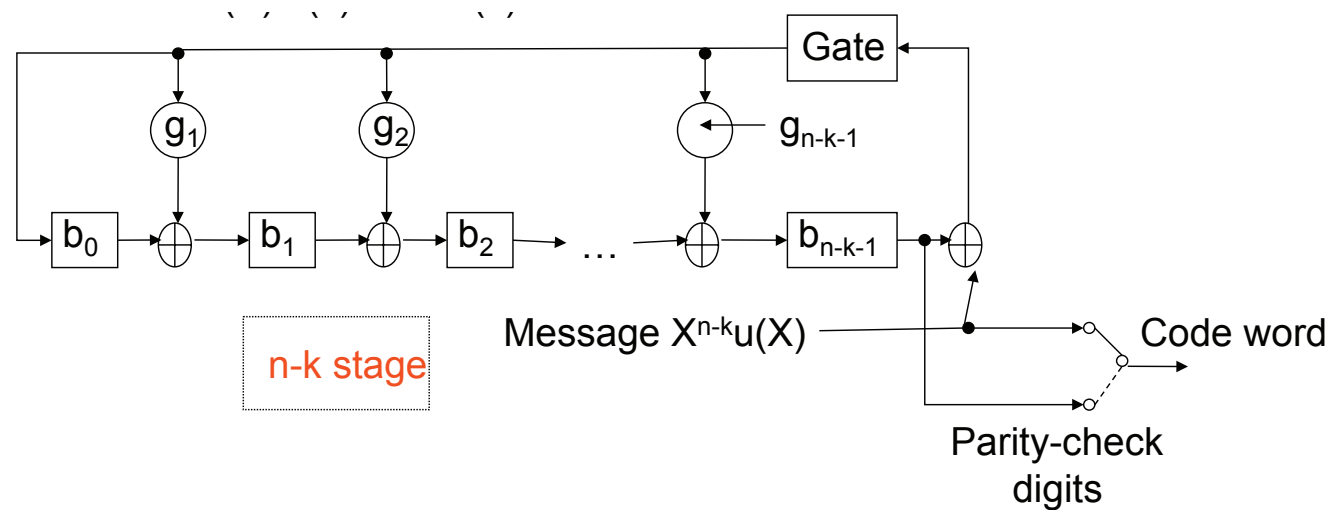 Gate
g₁ g₂ gₙ₋ₖ₋₁
b₀ b₁ b₂ ... bₙ₋ₖ₋₁
Message Xⁿ⁻ᵏu(X) Code word
n-k stage
Parity-check
digits